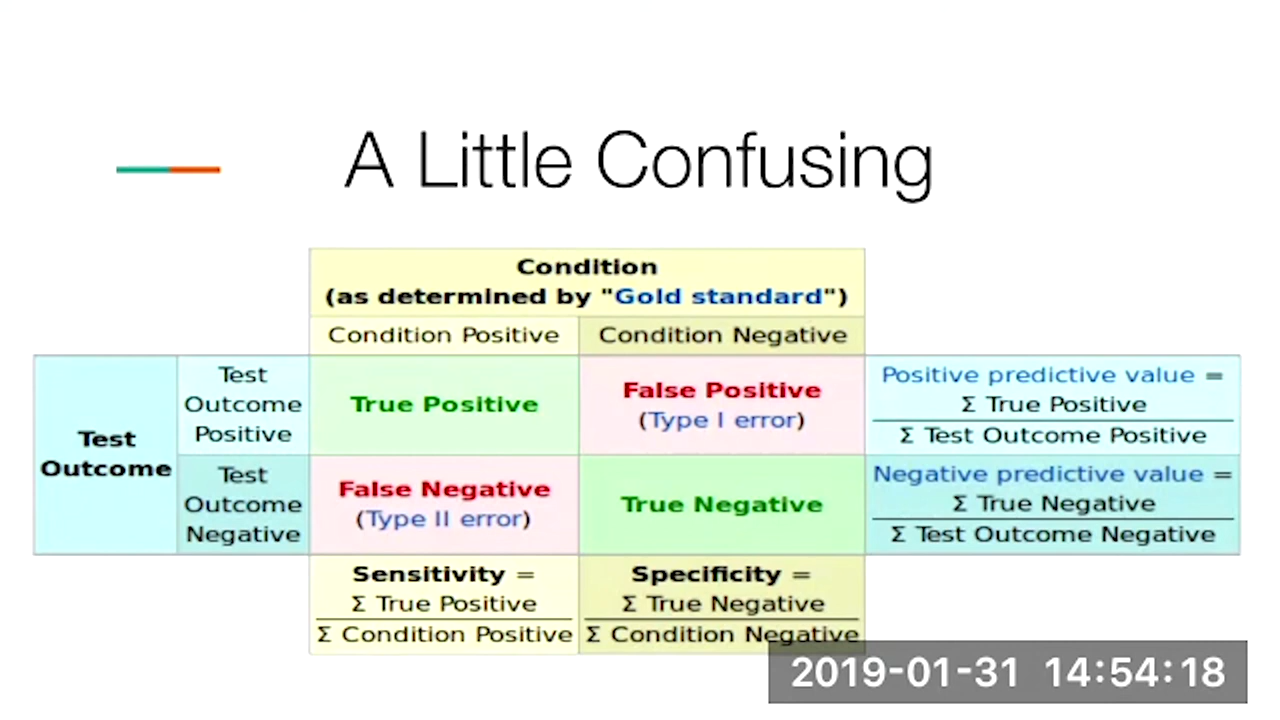 A Little Confusing
Condition
(as determined by "Gold standard")
Condition Positive
Condition Negative
Test
Outcome
Test
Outcome
Positive
True Positive
False Positive
(Type I error)
Positive predictive value =
Σ True Positive
Σ Test Outcome Positive
Test
Outcome
Negative
False Negative
(Type II error)
True Negative
Negative predictive value =
Σ True Negative
Σ Test Outcome Negative
Sensitivity =
Σ True Positive
Σ Condition Positive
Specificity =
Σ True Negative
Σ Condition Negative
2019-01-31 14:54:18